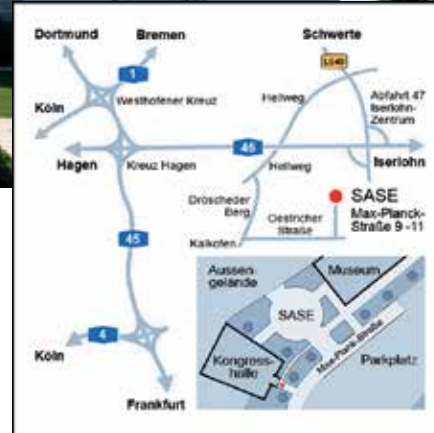 Dortmund
Bremen
Schwerte
1
L648
Köln
Westhofener Kreuz
Hellweg
Abfahrt 47
Iserlohn-
Zentrum
46
Hagen
Kreuz Hagen
Hellweg
Iserlohn
Dröscheder
Berg
Oestricher
Straße
SASE
Max-Planck-
Straße 9 -11
Kalkofen
45
Aussen-
gelände
Museum
SASE
Max-Plank-Straße
Kongress-
halle
Parkplatz
4
Köln
Frankfurt